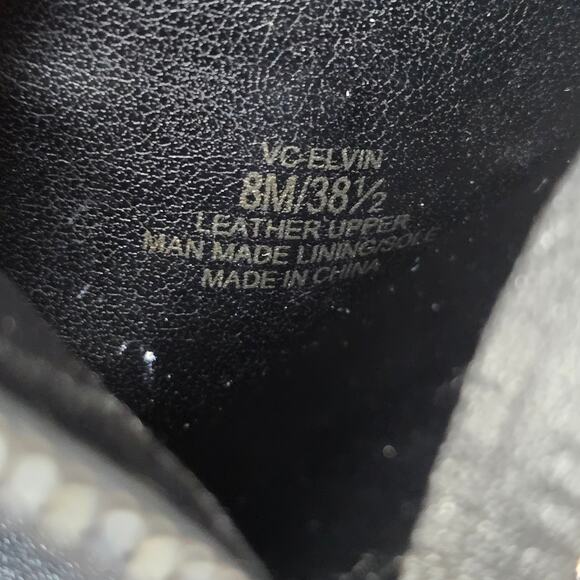 VC-ELVIN
8M/38½
LEATHER UPPER
MAN MADE LINING/SOLE
MADE IN CHINA